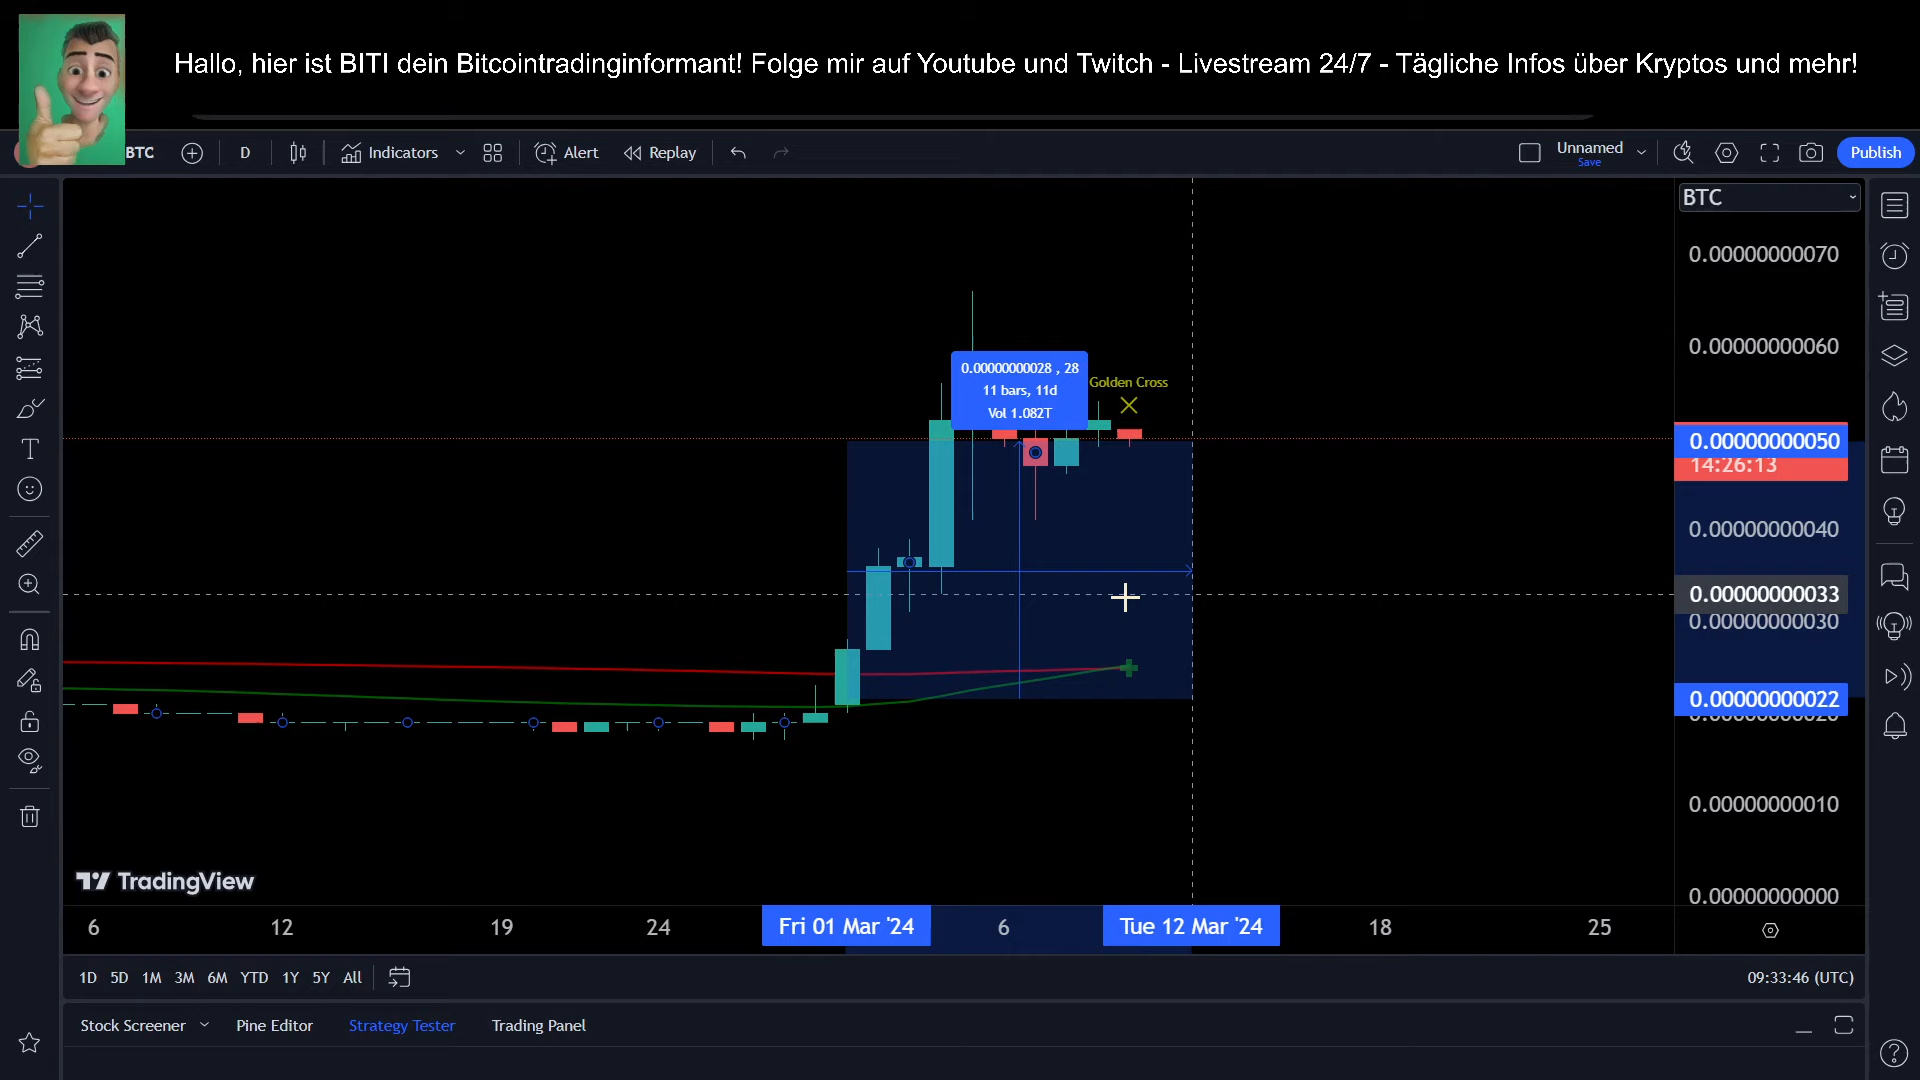 Hallo, hier ist BITI dein Bitcointradinginformant! Folge mir auf Youtube und Twitch - Livestream 24/7 - Tägliche Infos über Kryptos und mehr!
BTC
D
Indicators
Alert
Replay
Unnamed
Save
Publish
BTC
0.00000000070
0.00000000060
0.00000000028 , 28
11 bars, 11d
Vol 1.082T
Golden Cross
0.00000000050
14:26:13
0.00000000040
0.00000000033
0.00000000030
0.00000000022
0.00000000020
0.00000000010
0.00000000000
TradingView
6
12
19
24
Fri 01 Mar '24
6
Tue 12 Mar '24
18
25
1D 5D 1M 3M 6M YTD 1Y 5Y All
09:33:46 (UTC)
Stock Screener
Pine Editor
Strategy Tester
Trading Panel